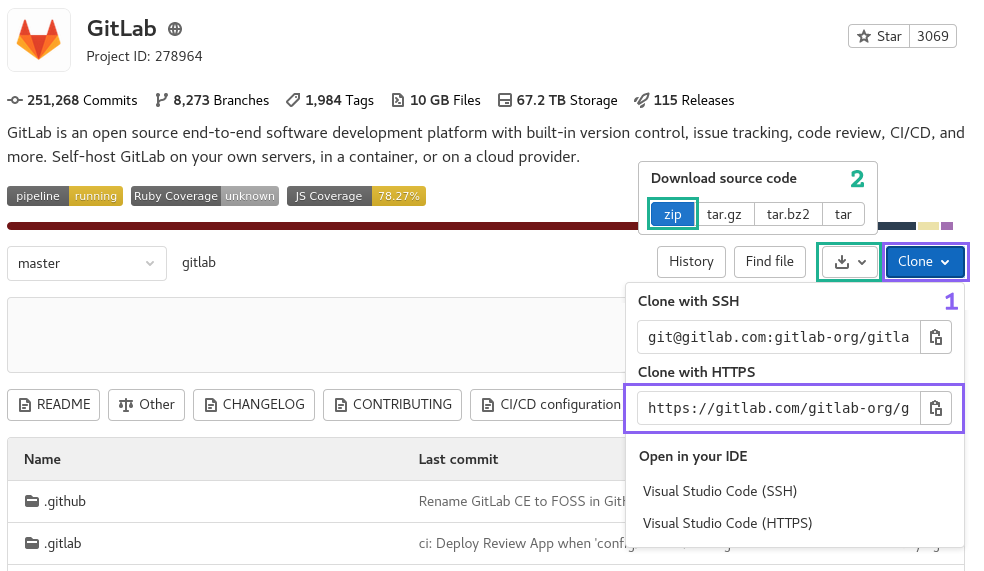 GitLab
Project ID: 278964
Star 3069
251,268 Commits 8,273 Branches 1,984 Tags 10 GB Files 67.2 TB Storage 115 Releases
GitLab is an open source end-to-end software development platform with built-in version control, issue tracking, code review, CI/CD, and
more. Self-host GitLab on your own servers, in a container, or on a cloud provider.
pipeline running Ruby Coverage unknown JS Coverage 78.27%
Download source code 2
zip tar.gz tar.bz2 tar
master gitlab History Find file Clone
Clone with SSH 1
git@gitlab.com:gitlab-org/gitla
Clone with HTTPS
https://gitlab.com/gitlab-org/g
Open in your IDE
Visual Studio Code (SSH)
Visual Studio Code (HTTPS)
README Other CHANGELOG CONTRIBUTING CI/CD configuration
Name Last commit
.github Rename GitLab CE to FOSS in
.gitlab ci: Deploy Review App when